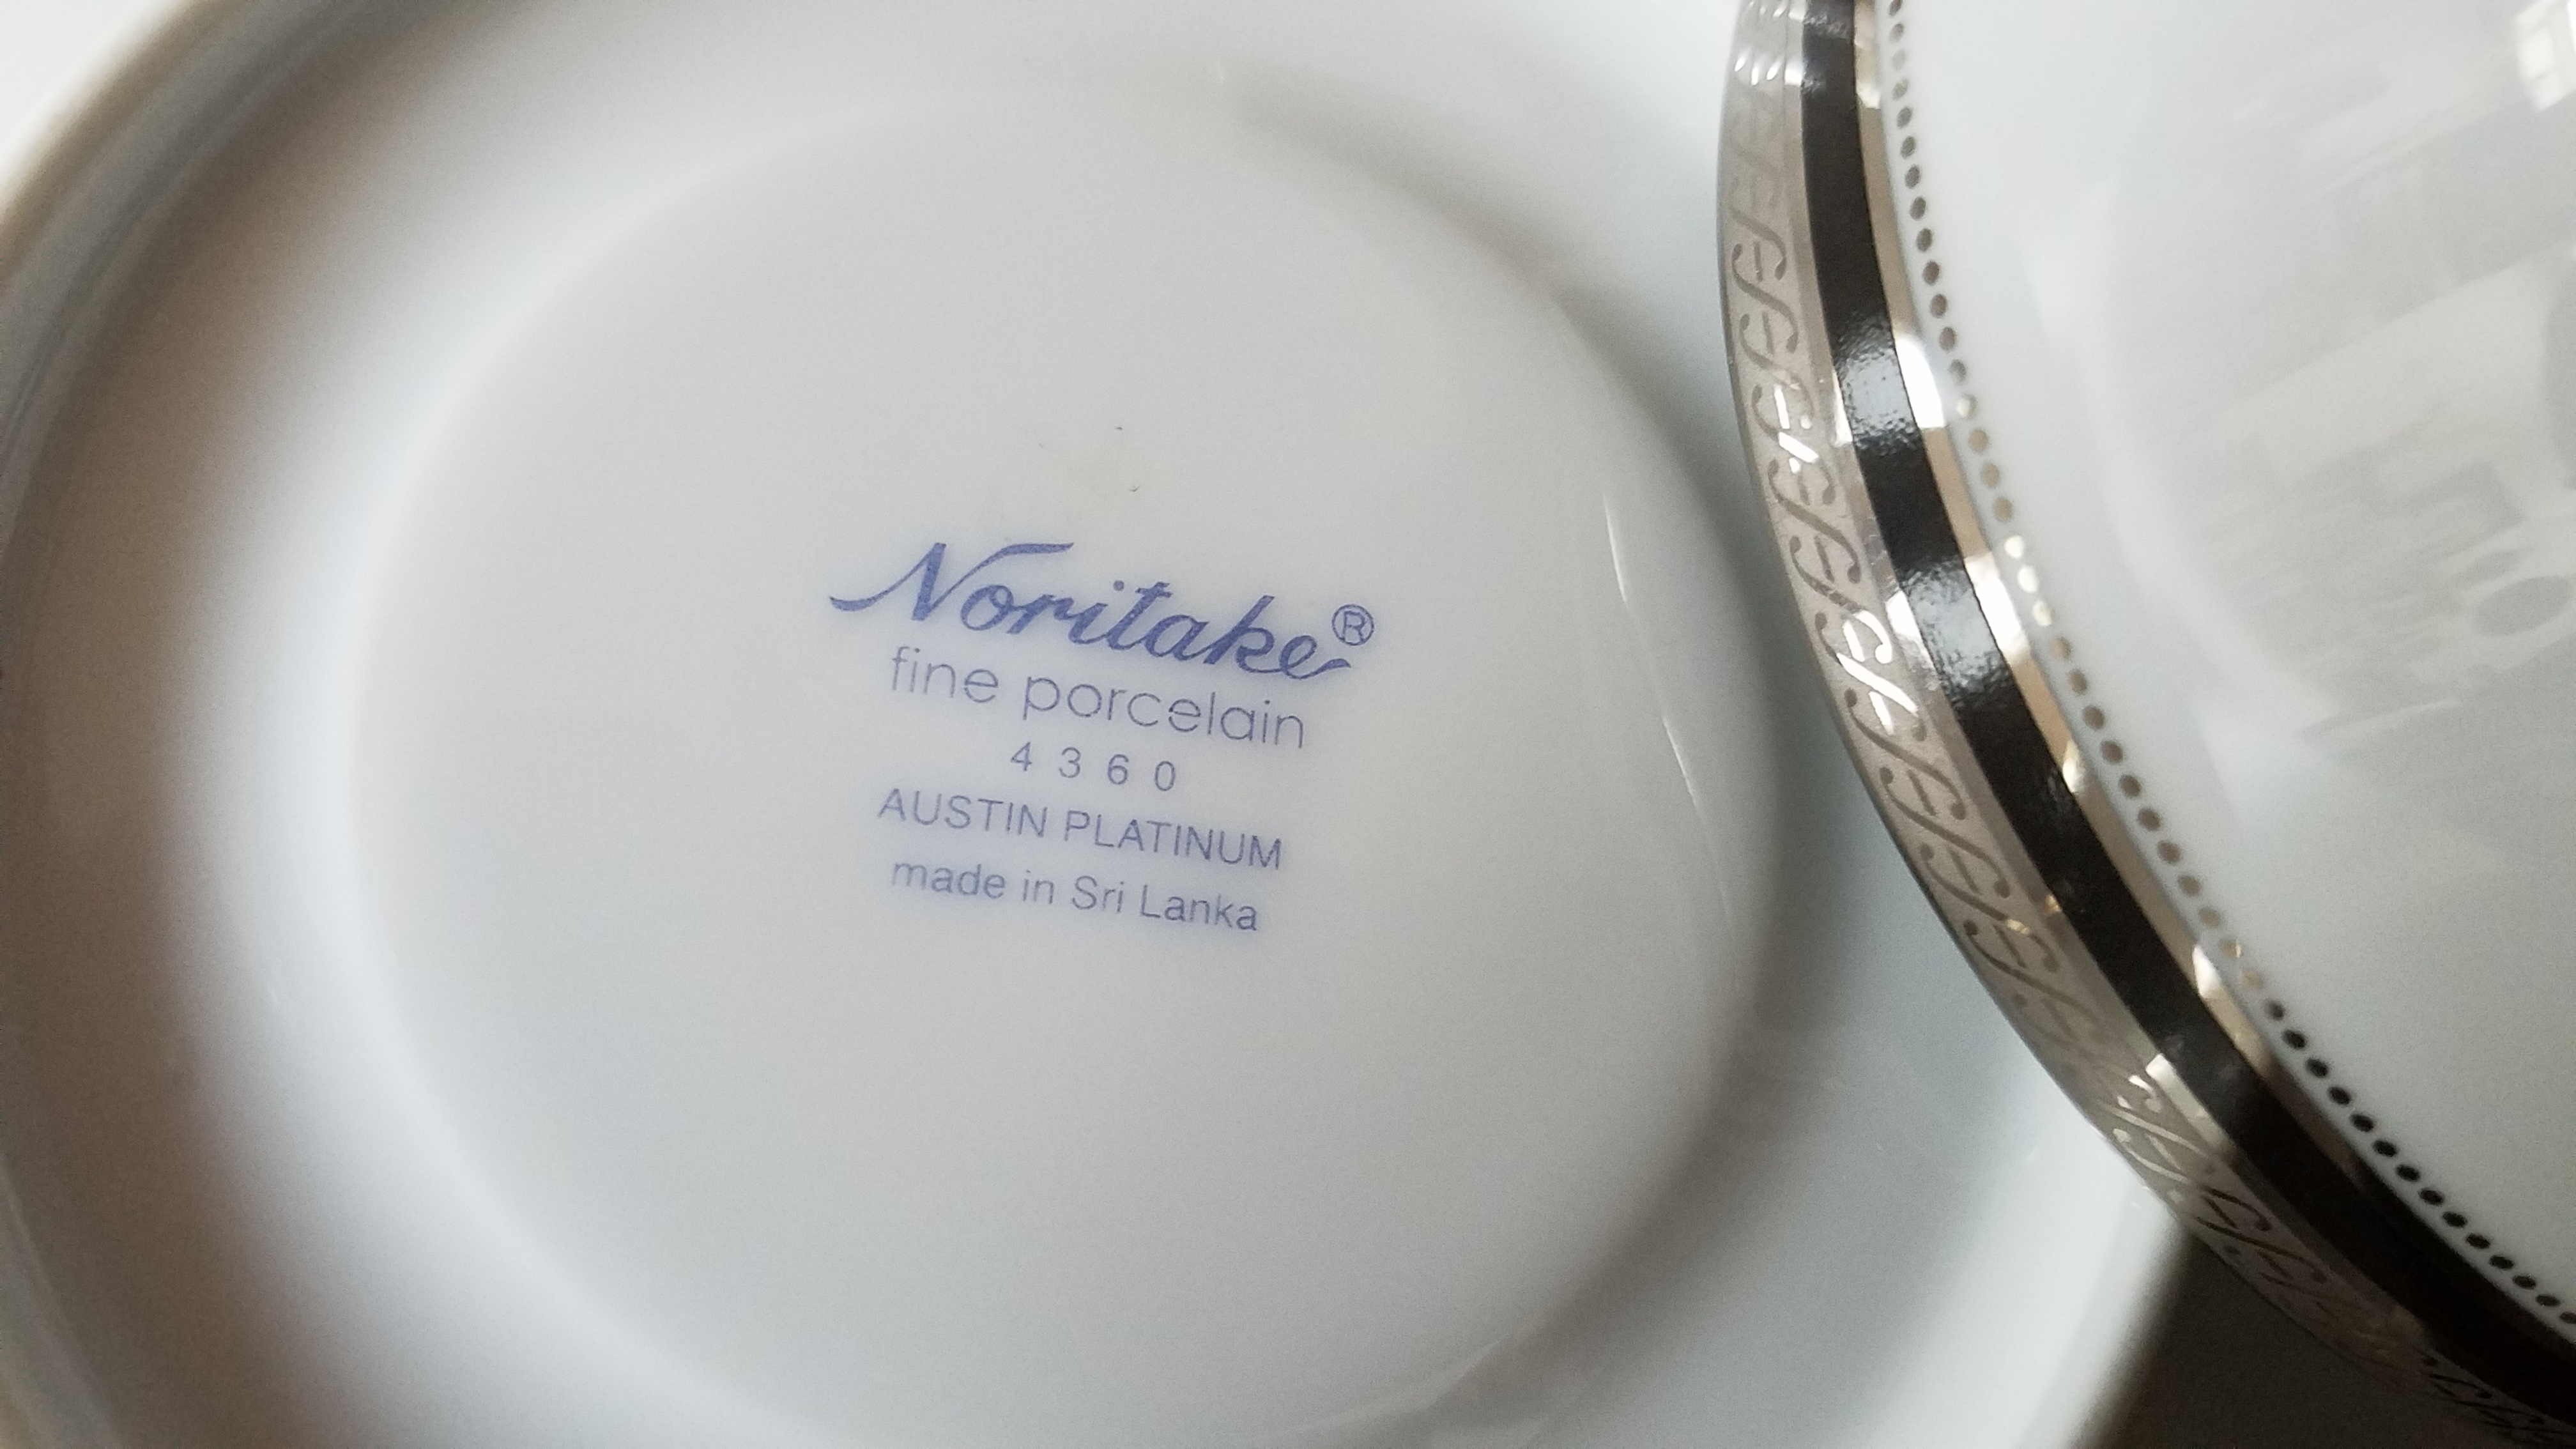 Noritake®
fine porcelain
4360
AUSTIN PLATINUM
made in Sri Lanka